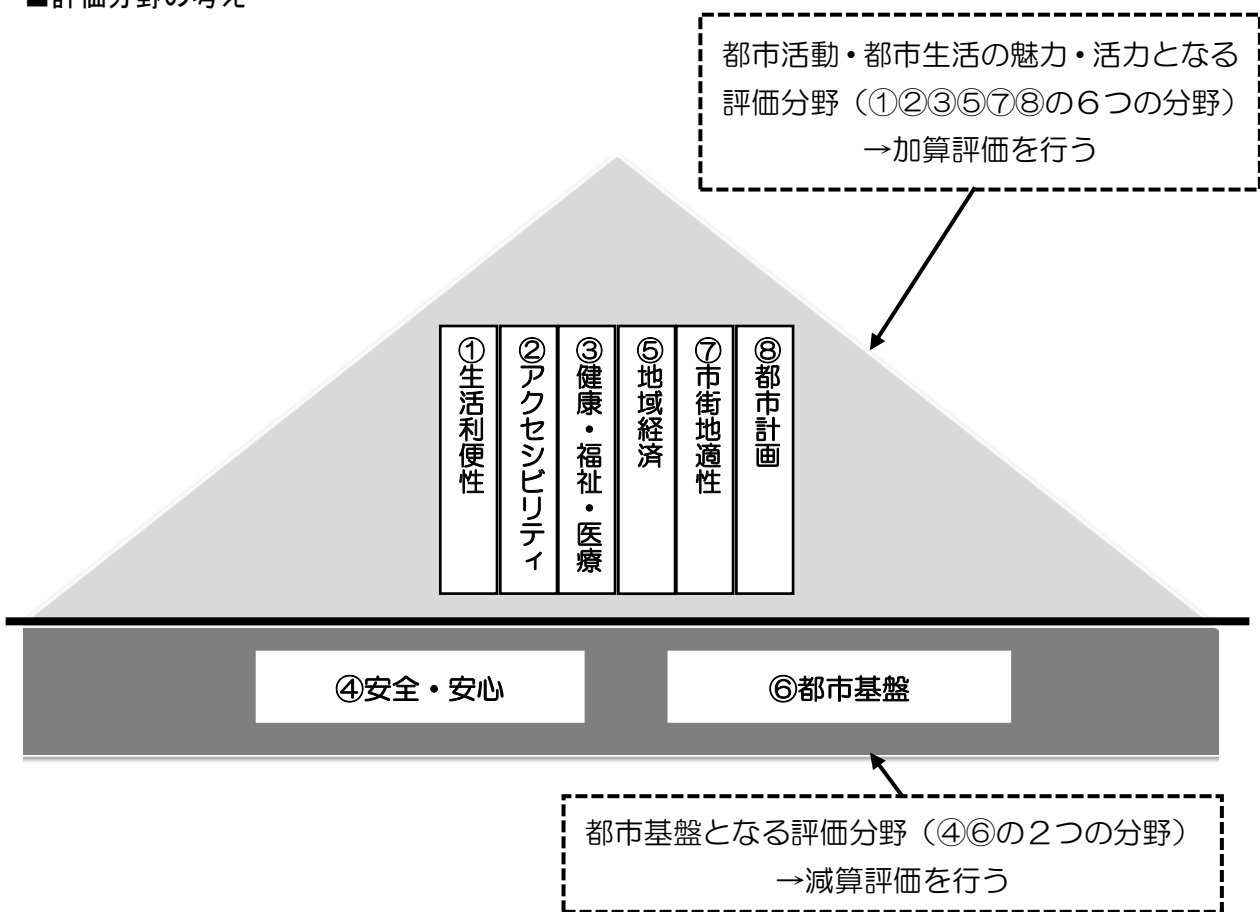 ■評価分野の考え
都市活動・都市生活の魅力・活力となる
評価分野（①②③⑤⑦⑧の６つの分野）
→加算評価を行う
①生活利便性
②アクセシビリティ
③健康・福祉・医療
⑤地域経済
⑦市街地適性
⑧都市計画
④安全・安心
⑥都市基盤
都市基盤となる評価分野（④⑥の２つの分野）
→減算評価を行う